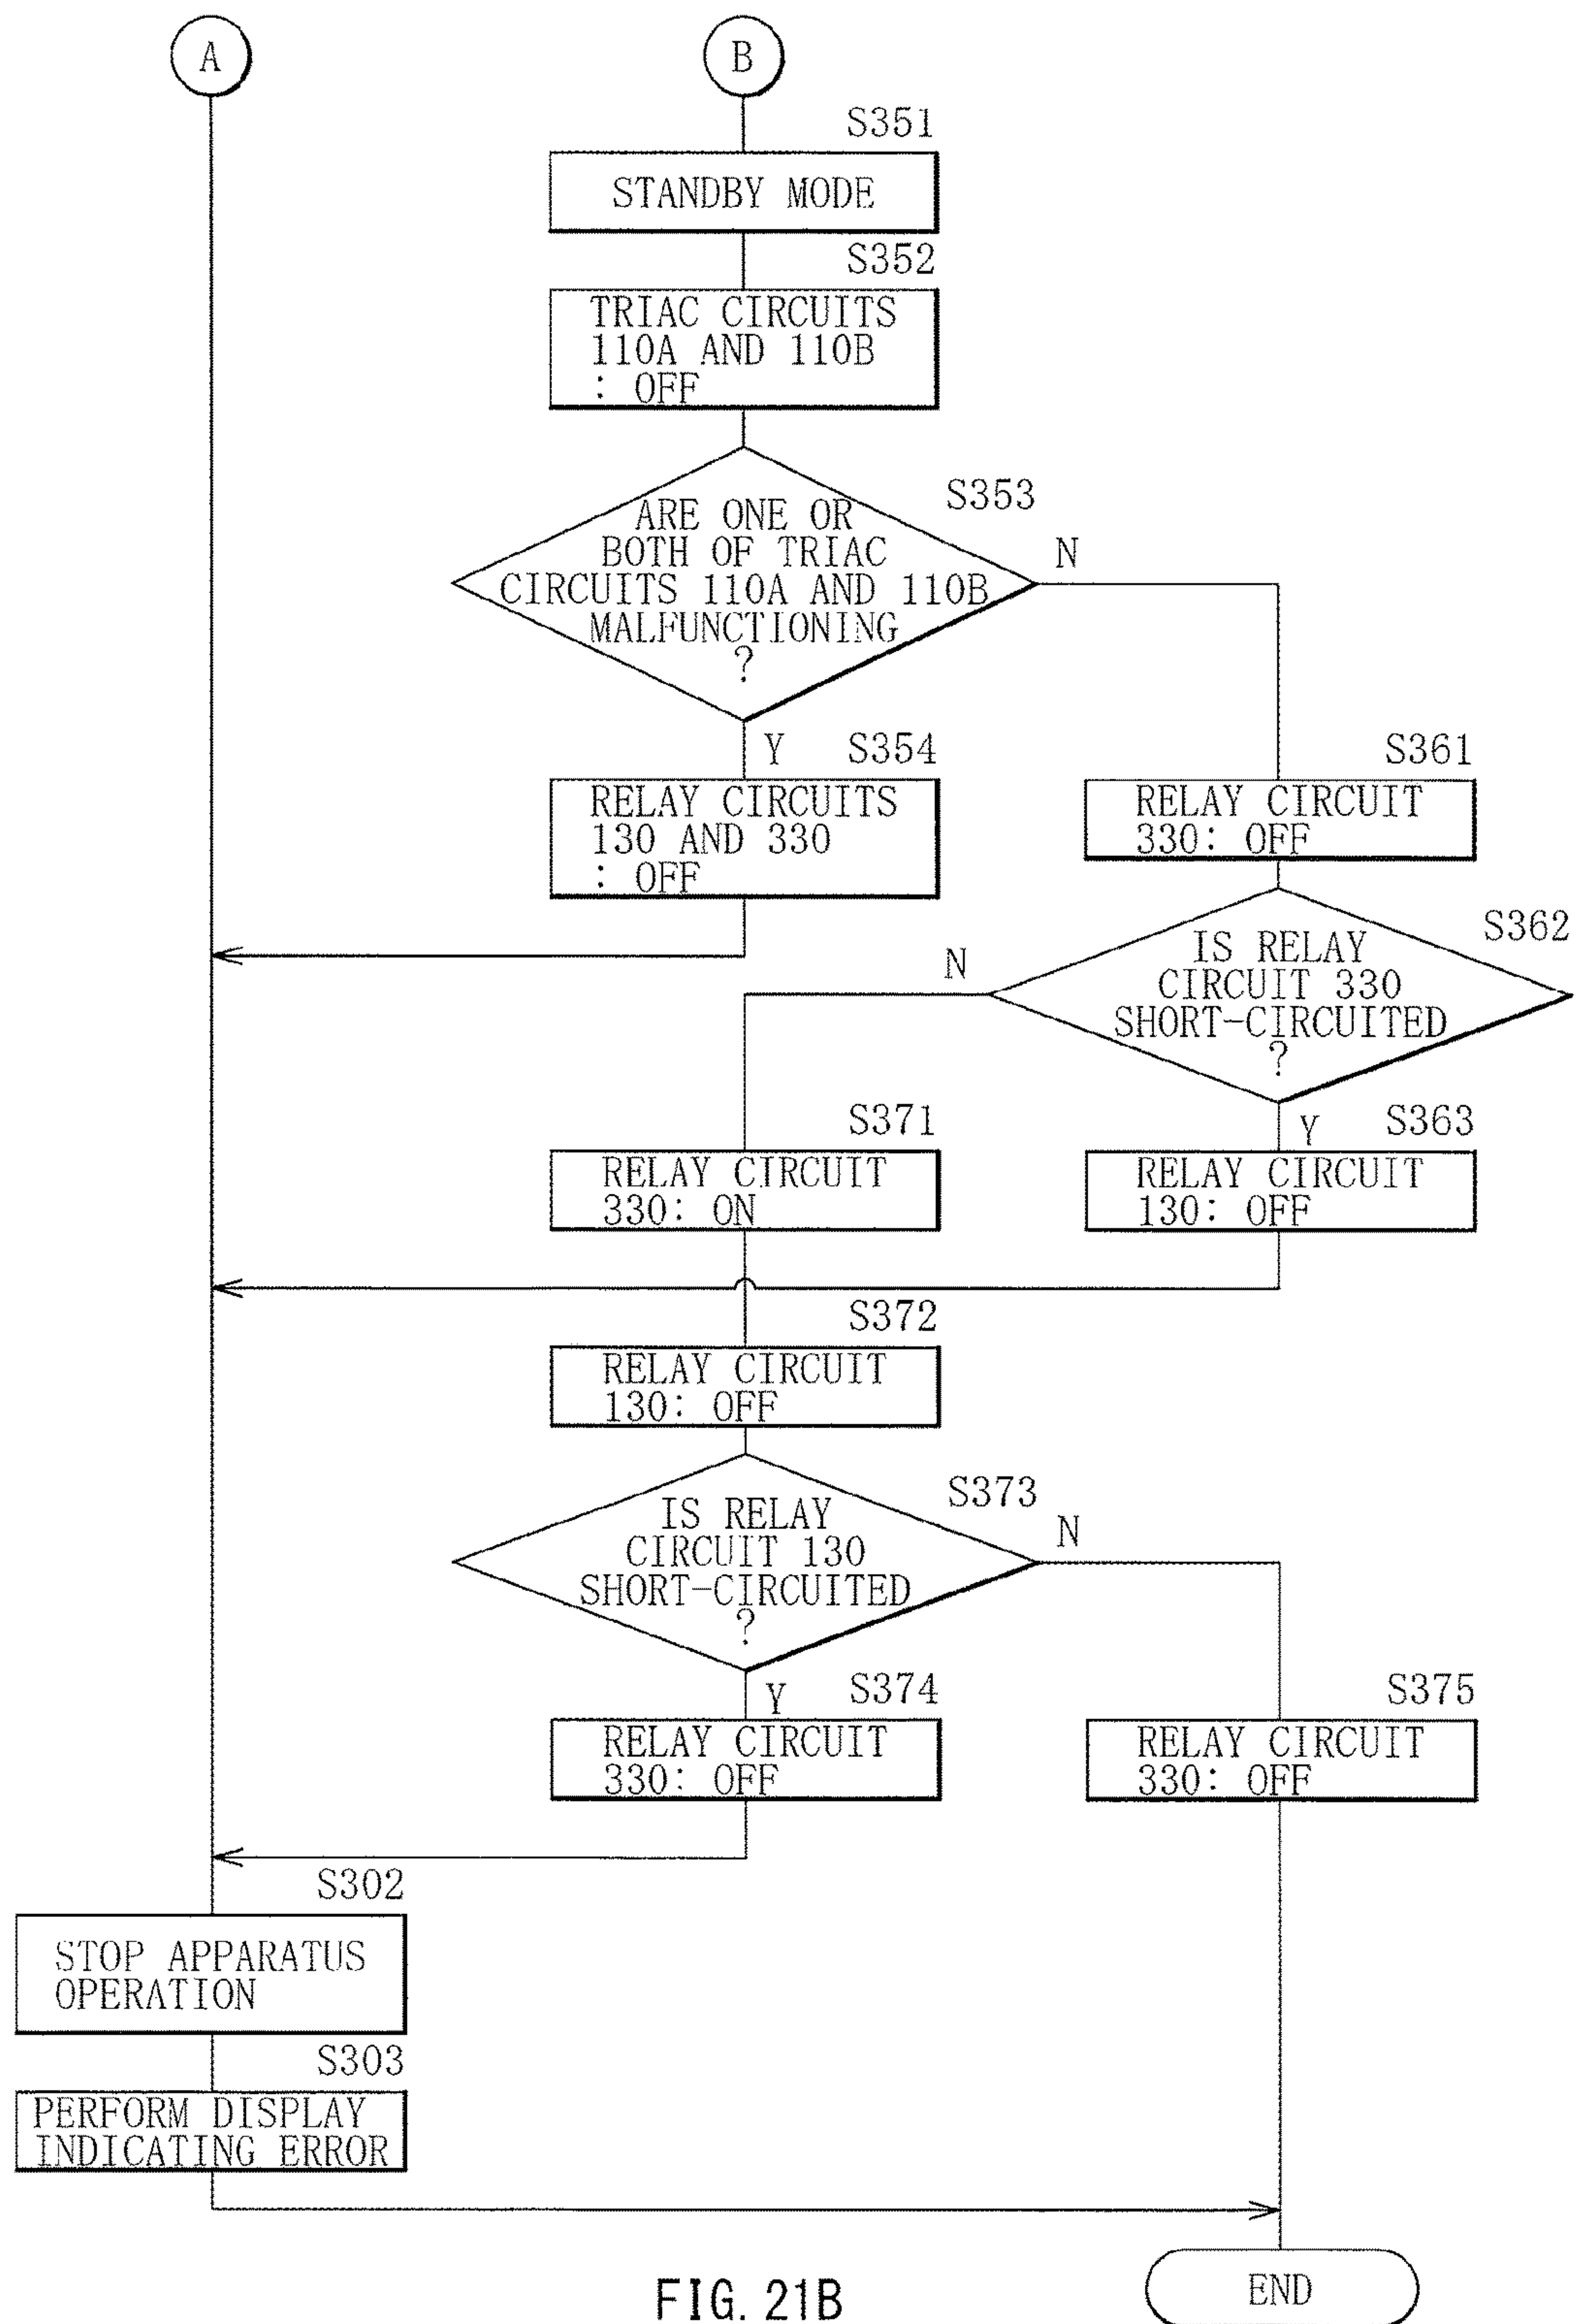 A
B
S351
STANDBY MODE
S352
TRIAC CIRCUITS
110A AND 110B
: OFF
S353
ARE ONE OR
BOTH OF TRIAC
CIRCUITS 110A AND 110B
MALFUNCTIONING
?
N
Y
S354
RELAY CIRCUITS
130 AND 330
: OFF
S361
RELAY CIRCUIT
330: OFF
S362
IS RELAY
CIRCUIT 330
SHORT-CIRCUITED
?
N
Y
S363
RELAY CIRCUIT
130: OFF
S371
RELAY CIRCUIT
330: ON
S372
RELAY CIRCUIT
130: OFF
S373
IS RELAY
CIRCUIT 130
SHORT-CIRCUITED
?
N
Y
S374
RELAY CIRCUIT
330: OFF
S375
RELAY CIRCUIT
330: OFF
S302
STOP APPARATUS
OPERATION
S303
PERFORM DISPLAY
INDICATING ERROR
END
FIG. 21B